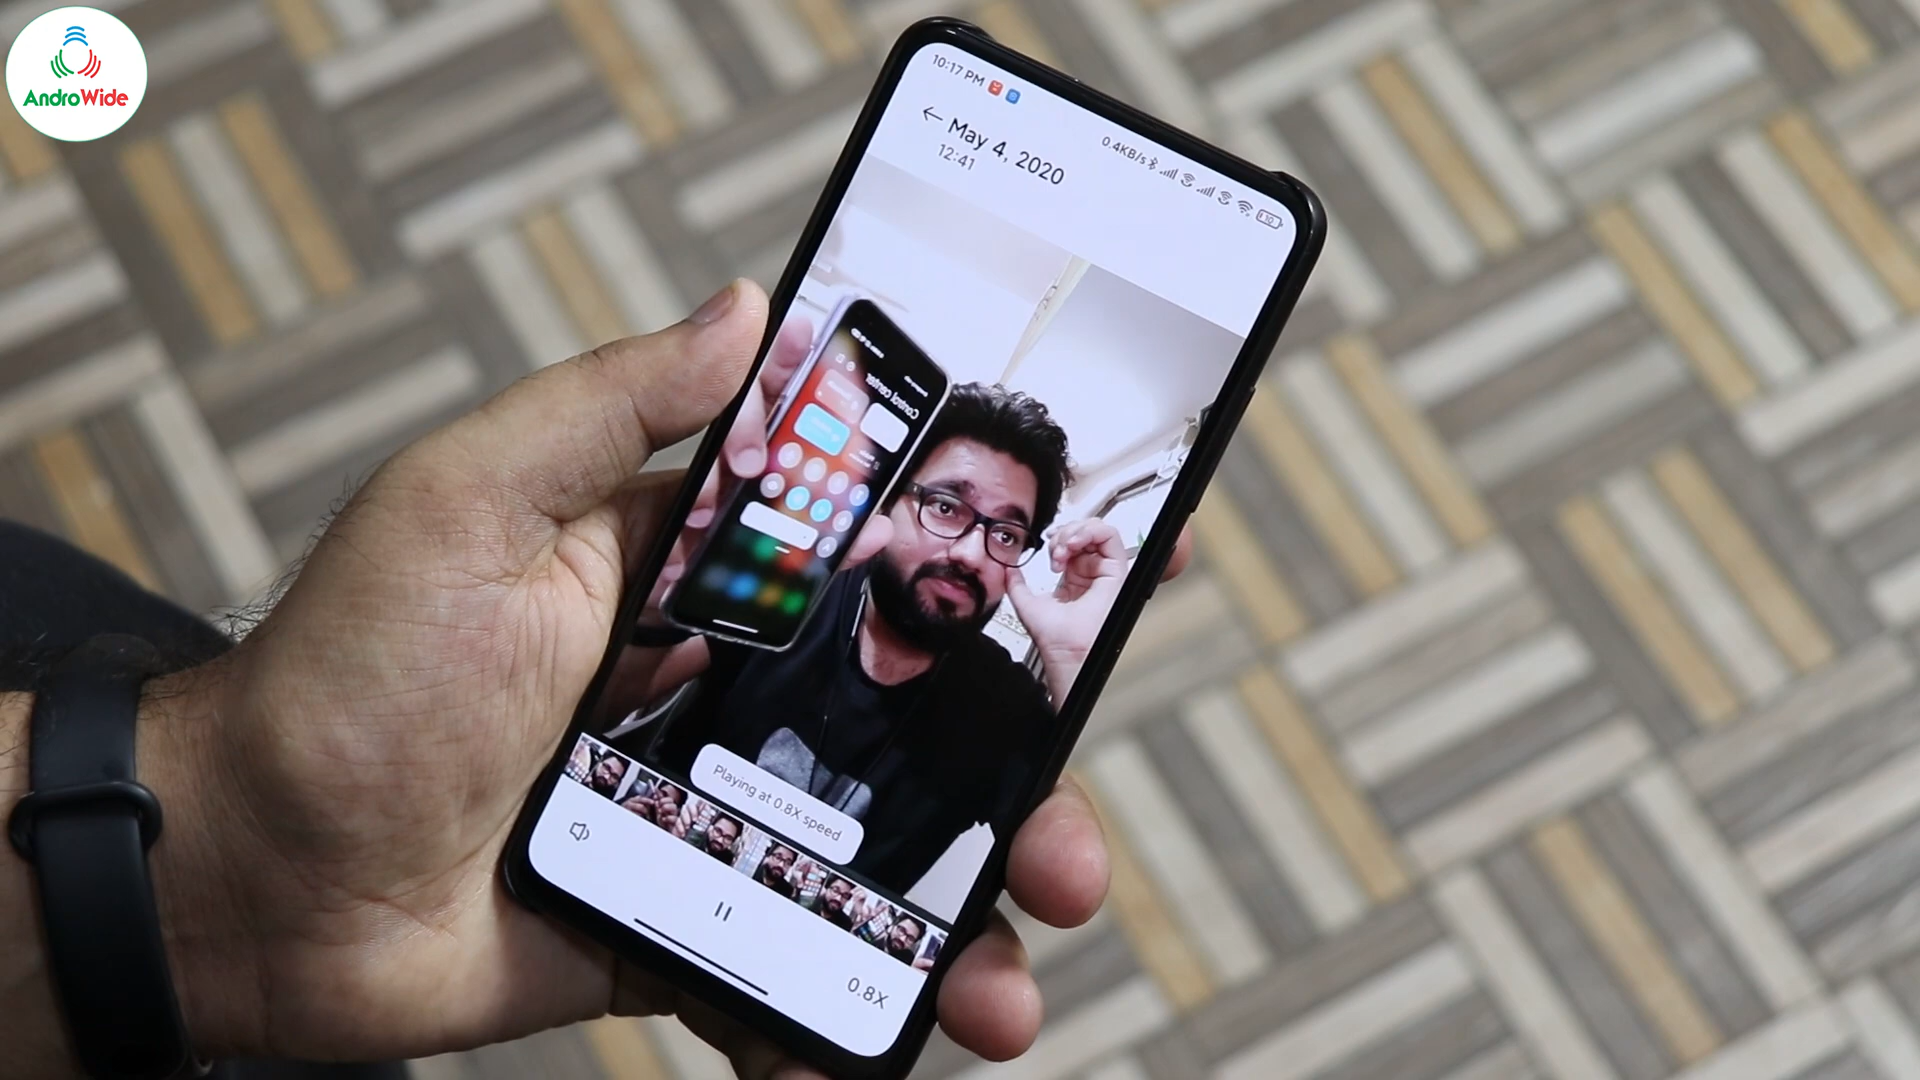 AndroWide
10:17 PM
0.4KB/s
10
May 4, 2020
12:41
Control center
Playing at 0.8X speed
0.8X